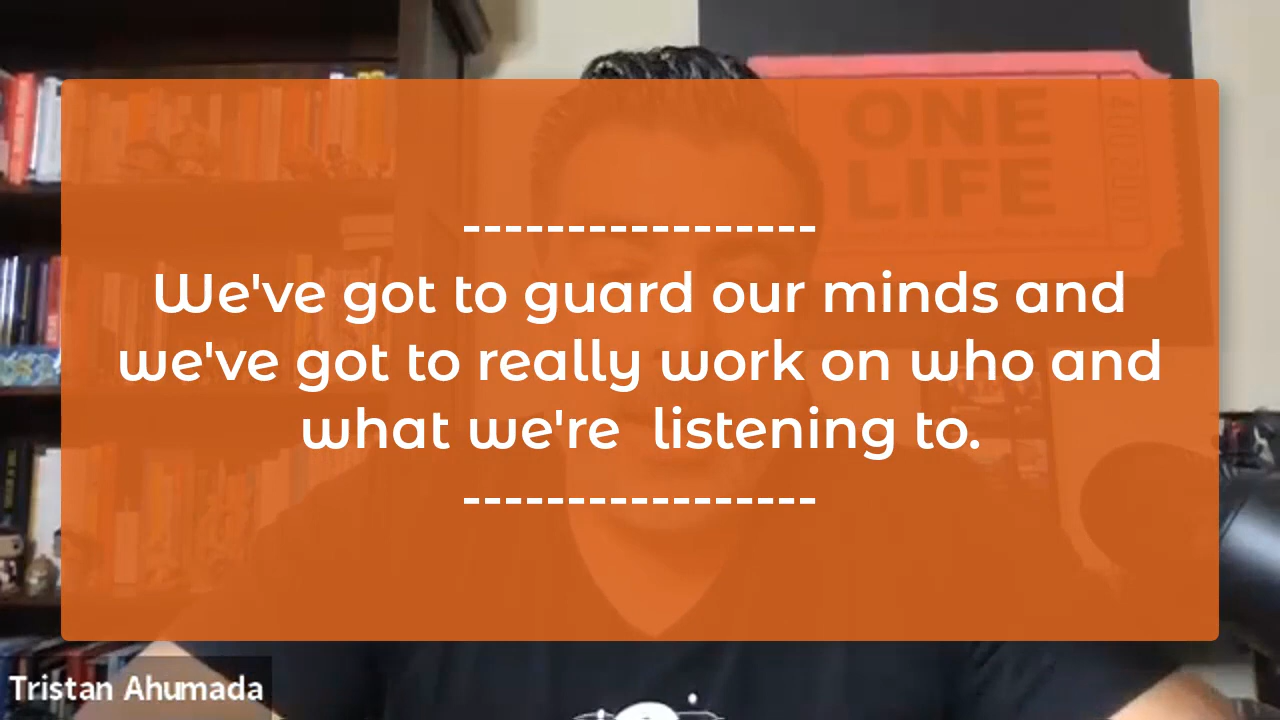 ONE
LIFE
-----------------
We've got to guard our minds and
we've got to really work on who and
what we're  listening to.
-----------------
Tristan Ahumada